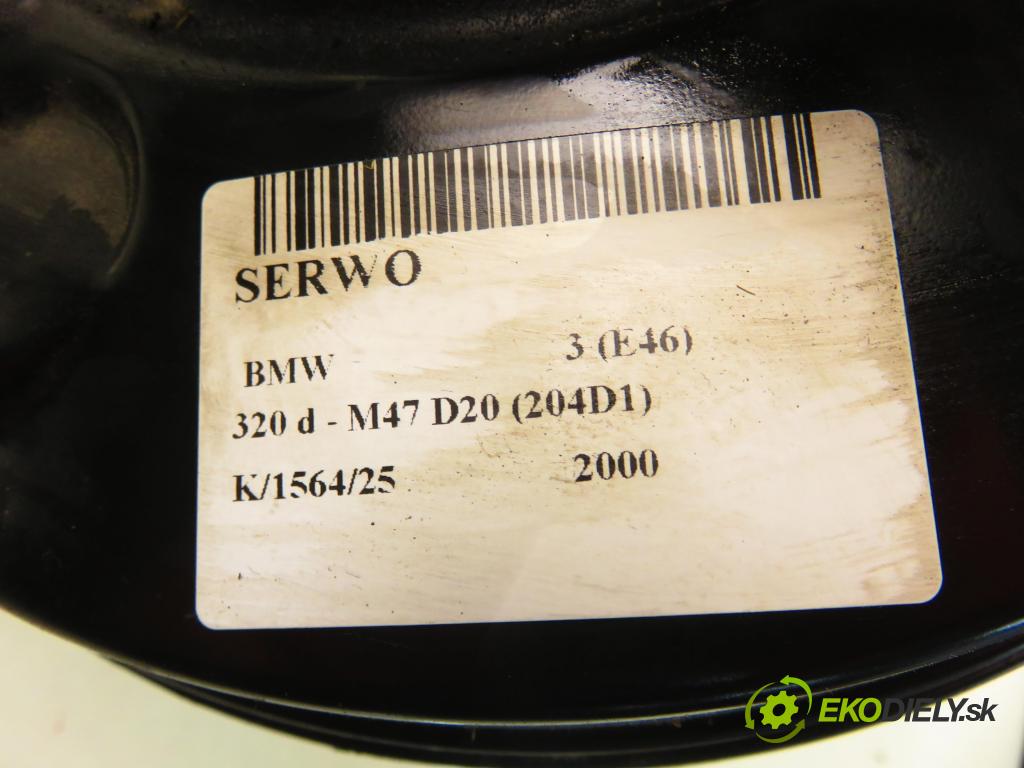 SERWO
BMW 3 (E46)
320 d - M47 D20 (204D1)
K/1564/25 2000
EKODIELY.sk